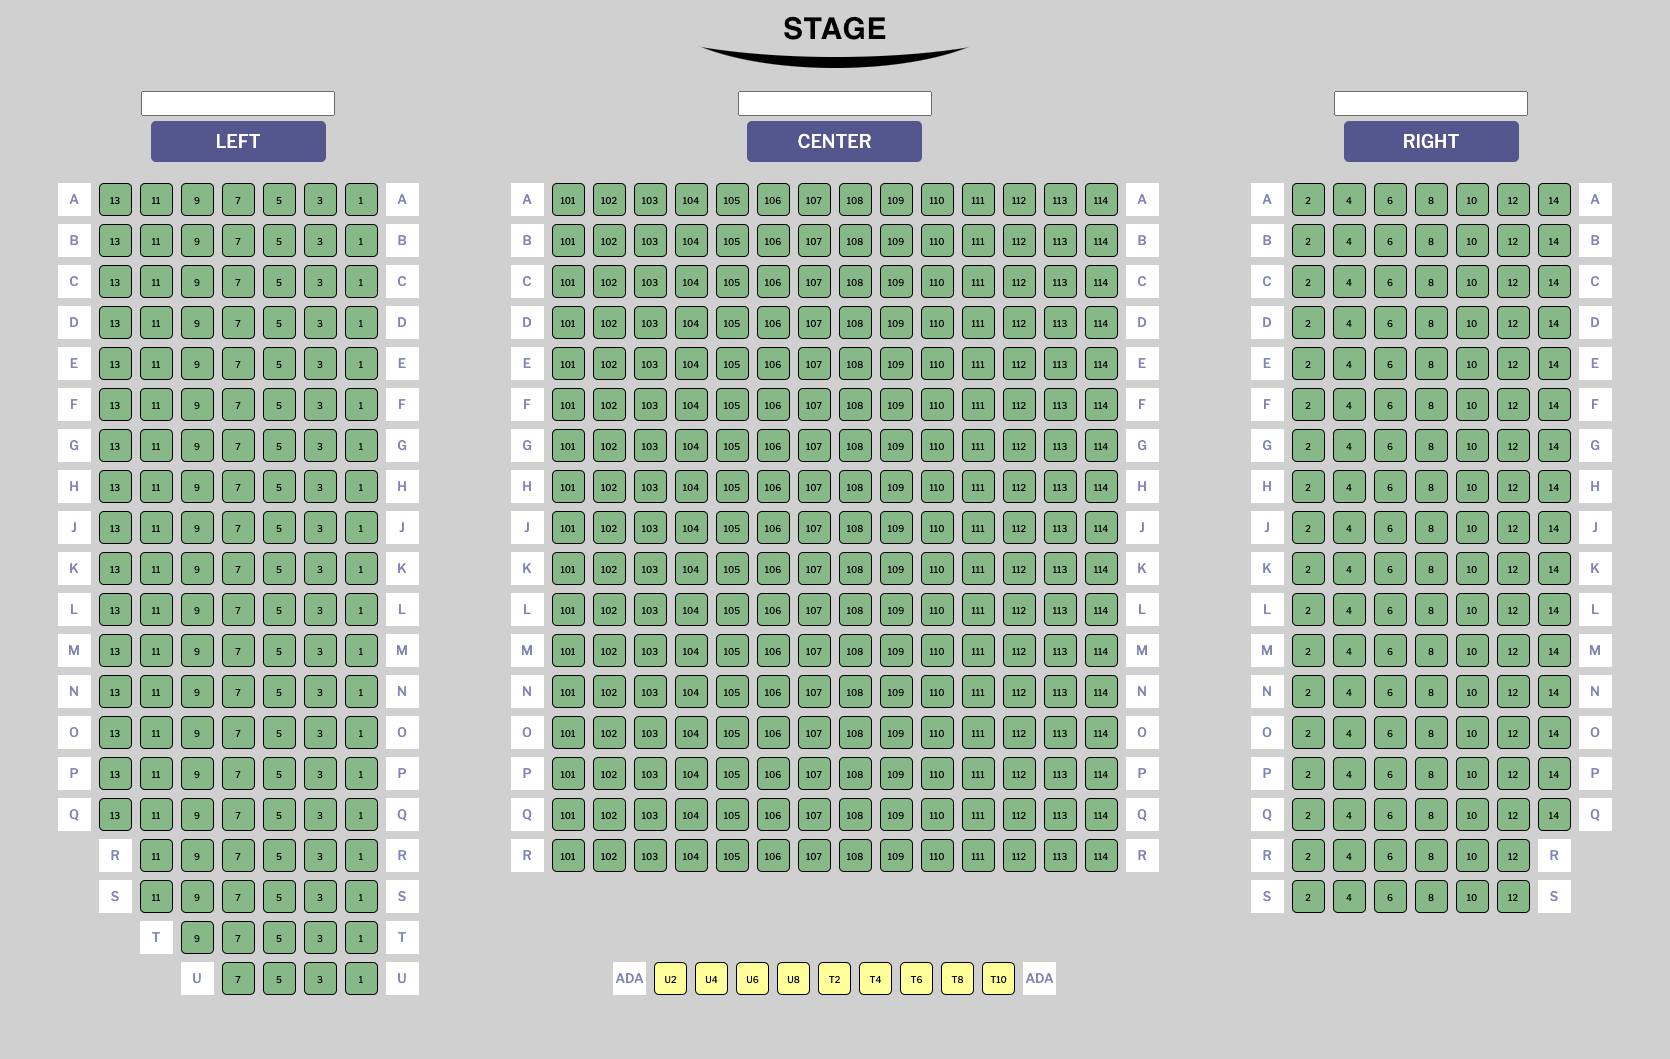 STAGE
LEFT CENTER RIGHT
A 13 11 9 7 5 3 1 A A 101 102 103 104 105 106 107 108 109 110 111 112 113 114 A A 2 4 6 8 10 12 14 A
B 13 11 9 7 5 3 1 B B 101 102 103 104 105 106 107 108 109 110 111 112 113 114 B B 2 4 6 8 10 12 14 B
C 13 11 9 7 5 3 1 C C 101 102 103 104 105 106 107 108 109 110 111 112 113 114 C C 2 4 6 8 10 12 14 C
D 13 11 9 7 5 3 1 D D 101 102 103 104 105 106 107 108 109 110 111 112 113 114 D D 2 4 6 8 10 12 14 D
E 13 11 9 7 5 3 1 E E 101 102 103 104 105 106 107 108 109 110 111 112 113 114 E E 2 4 6 8 10 12 14 E
F 13 11 9 7 5 3 1 F F 101 102 103 104 105 106 107 108 109 110 111 112 113 114 F F 2 4 6 8 10 12 14 F
G 13 11 9 7 5 3 1 G G 101 102 103 104 105 106 107 108 109 110 111 112 113 114 G G 2 4 6 8 10 12 14 G
H 13 11 9 7 5 3 1 H H 101 102 103 104 105 106 107 108 109 110 111 112 113 114 H H 2 4 6 8 10 12 14 H
J 13 11 9 7 5 3 1 J J 101 102 103 104 105 106 107 108 109 110 111 112 113 114 J J 2 4 6 8 10 12 14 J
K 13 11 9 7 5 3 1 K K 101 102 103 104 105 106 107 108 109 110 111 112 113 114 K K 2 4 6 8 10 12 14 K
L 13 11 9 7 5 3 1 L L 101 102 103 104 105 106 107 108 109 110 111 112 113 114 L L 2 4 6 8 10 12 14 L
M 13 11 9 7 5 3 1 M M 101 102 103 104 105 106 107 108 109 110 111 112 113 114 M M 2 4 6 8 10 12 14 M
N 13 11 9 7 5 3 1 N N 101 102 103 104 105 106 107 108 109 110 111 112 113 114 N N 2 4 6 8 10 12 14 N
O 13 11 9 7 5 3 1 O O 101 102 103 104 105 106 107 108 109 110 111 112 113 114 O O 2 4 6 8 10 12 14 O
P 13 11 9 7 5 3 1 P P 101 102 103 104 105 106 107 108 109 110 111 112 113 114 P P 2 4 6 8 10 12 14 P
Q 13 11 9 7 5 3 1 Q Q 101 102 103 104 105 106 107 108 109 110 111 112 113 114 Q Q 2 4 6 8 10 12 14 Q
R 11 9 7 5 3 1 R R 101 102 103 104 105 106 107 108 109 110 111 112 113 114 R R 2 4 6 8 10 12 R
S 11 9 7 5 3 1 S S 2 4 6 8 10 12 S
T 9 7 5 3 1 T
U 7 5 3 1 U ADA U2 U4 U6 U8 T2 T4 T6 T8 T10 ADA